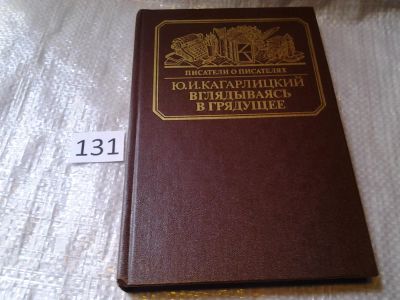 ПИСАТЕЛИ О ПИСАТЕЛЯХ
Ю.И.КАГАРЛИЦКИЙ
ВГЛЯДЫВАЯСЬ
В ГРЯДУЩЕЕ
131